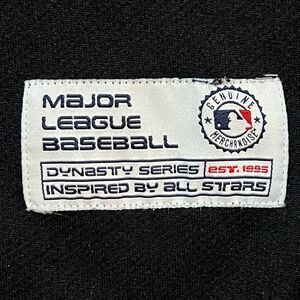 MAJOR
LEAGUE
BASEBALL
GENUINE
MERCHANDISE
DYNASTY SERIES EST. 1995
INSPIRED BY ALL STARS